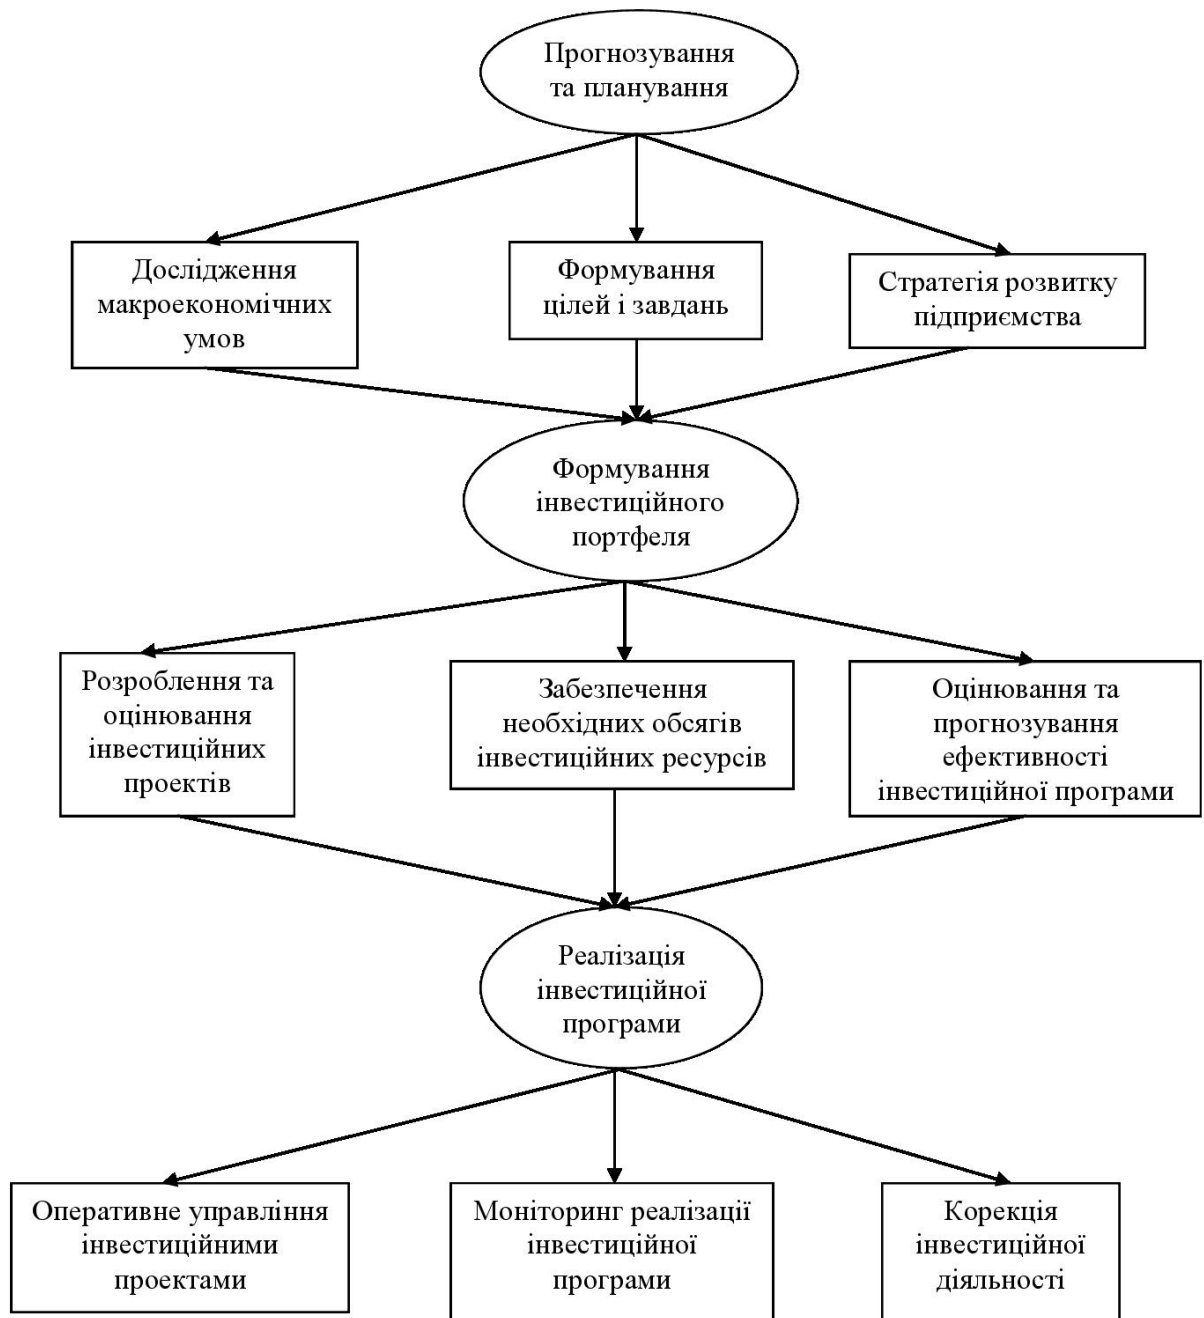 Прогнозування
та планування
Дослідження
макроекономічних
умов
Формування
цілей і завдань
Стратегія розвитку
підприємства
Формування
інвестиційного
портфеля
Розроблення та
оцінювання
інвестиційних
проектів
Забезпечення
необхідних обсягів
інвестиційних ресурсів
Оцінювання та
прогнозування
ефективності
інвестиційної програми
Реалізація
інвестиційної
програми
Оперативне управління
інвестиційними
проектами
Моніторинг реалізації
інвестиційної
програми
Корекція
інвестиційної
діяльності